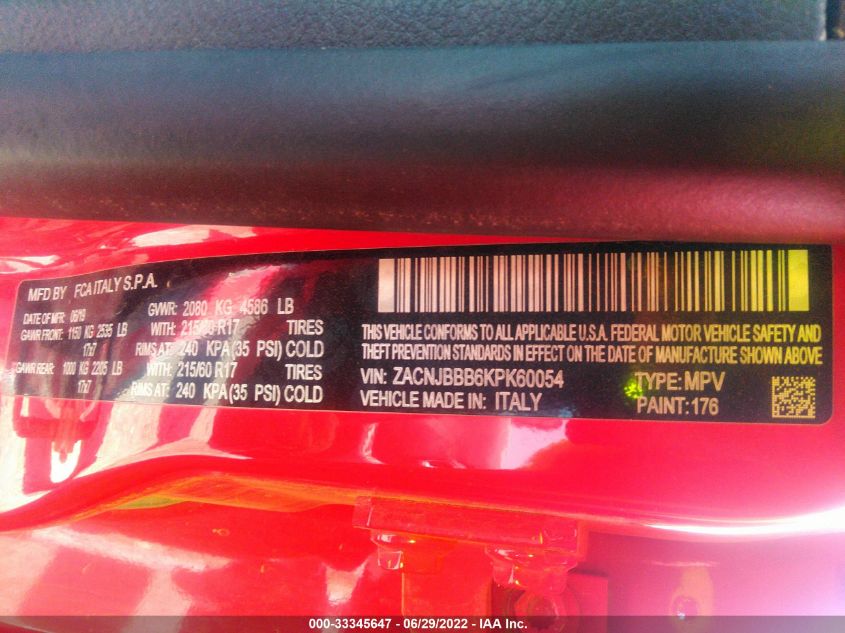 MFD BY FCA ITALY S.P.A.
DATE OF MFR: 06/19 GVWR: 2080 KG 4586 LB
GAWR FRONT: 1150 KG 2535 LB WITH: 215/60 R17 TIRES
17x7 RIMS AT: 240 KPA (35 PSI) COLD
GAWR REAR: 1000 KG 2205 LB WITH: 215/60 R17 TIRES
17x7 RIMS AT: 240 KPA (35 PSI) COLD
THIS VEHICLE CONFORMS TO ALL APPLICABLE U.S.A. FEDERAL MOTOR VEHICLE SAFETY AND
THEFT PREVENTION STANDARDS IN EFFECT ON THE DATE OF MANUFACTURE SHOWN ABOVE
VIN: ZACNJBBB6KPK60054 TYPE: MPV
VEHICLE MADE IN: ITALY PAINT: 176
000-33345647 - 06/29/2022 - IAA Inc.